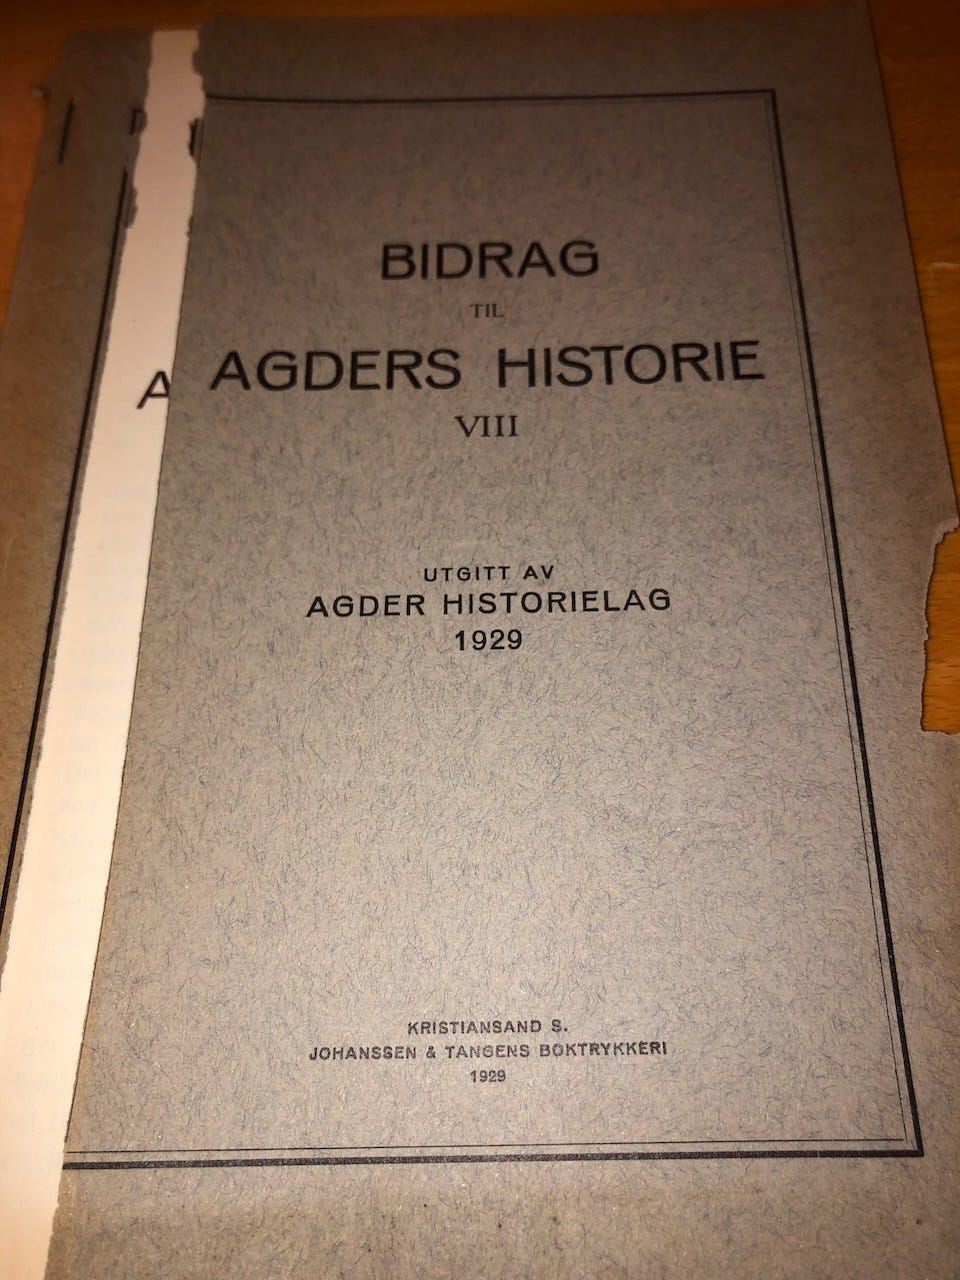 BIDRAG
TIL
AGDERS HISTORIE
VIII
UTGITT AV
AGDER HISTORIELAG
1929
KRISTIANSAND S.
JOHANSSEN & TANGENS BOKTRYKKERI
1929
A